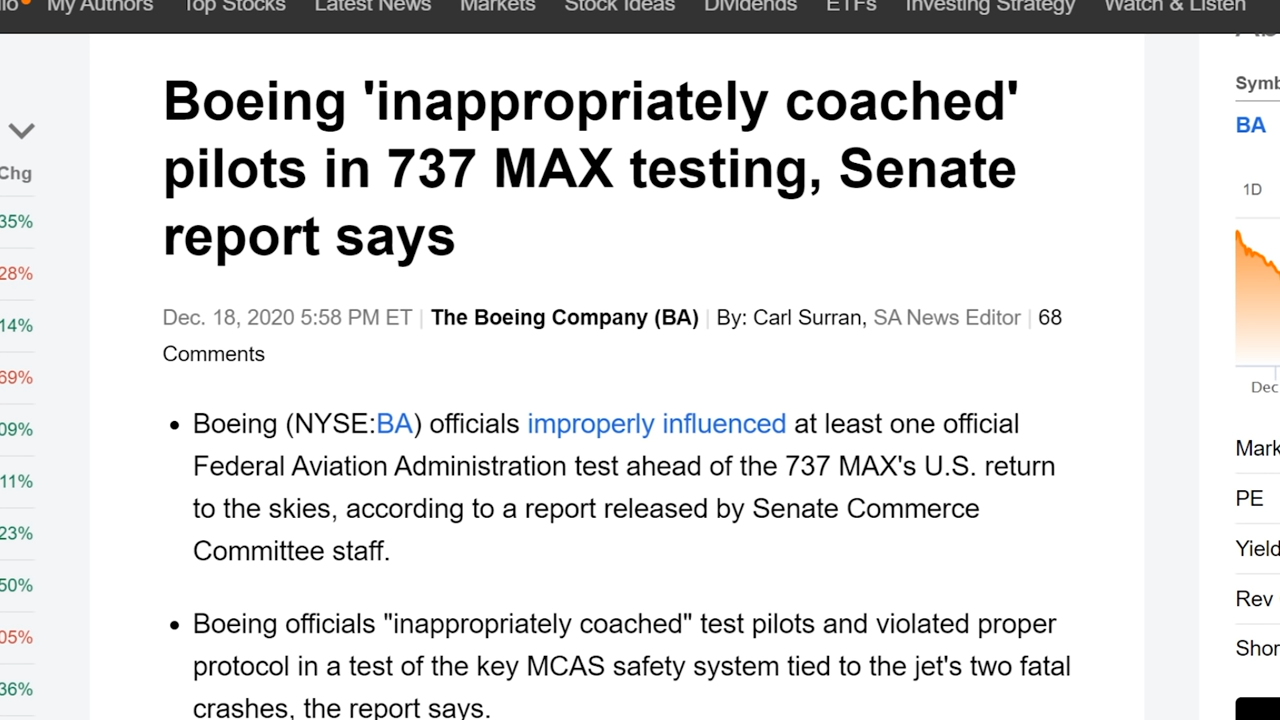 lio My Authors Top Stocks Latest News Markets Stock Ideas Dividends ETFs Investing Strategy Watch & Listen
Boeing 'inappropriately coached'
pilots in 737 MAX testing, Senate
report says
Dec. 18, 2020 5:58 PM ET | The Boeing Company (BA) | By: Carl Surran, SA News Editor | 68
Comments
• Boeing (NYSE:BA) officials improperly influenced at least one official
Federal Aviation Administration test ahead of the 737 MAX's U.S. return
to the skies, according to a report released by Senate Commerce
Committee staff.
• Boeing officials "inappropriately coached" test pilots and violated proper
protocol in a test of the key MCAS safety system tied to the jet's two fatal
crashes, the report says.
Chg
35%
28%
14%
69%
09%
11%
23%
50%
05%
36%
Symb
BA
1D
Dec
Mark
PE
Yield
Rev
Shor